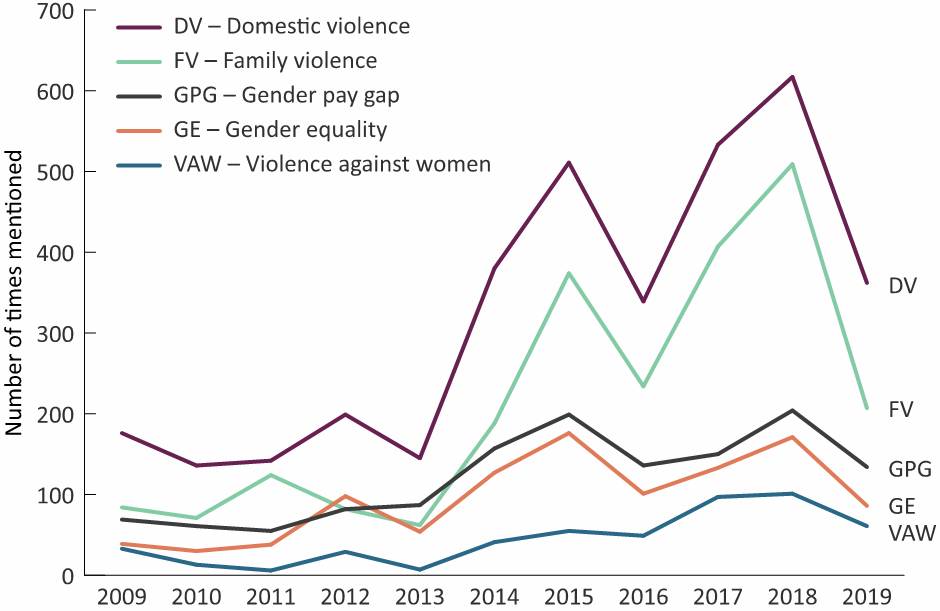 700
600
500
400
300
200
100
0
Number of times mentioned
DV – Domestic violence
FV – Family violence
GPG – Gender pay gap
GE – Gender equality
VAW – Violence against women
DV
FV
GPG
GE
VAW
2009 2010 2011 2012 2013 2014 2015 2016 2017 2018 2019